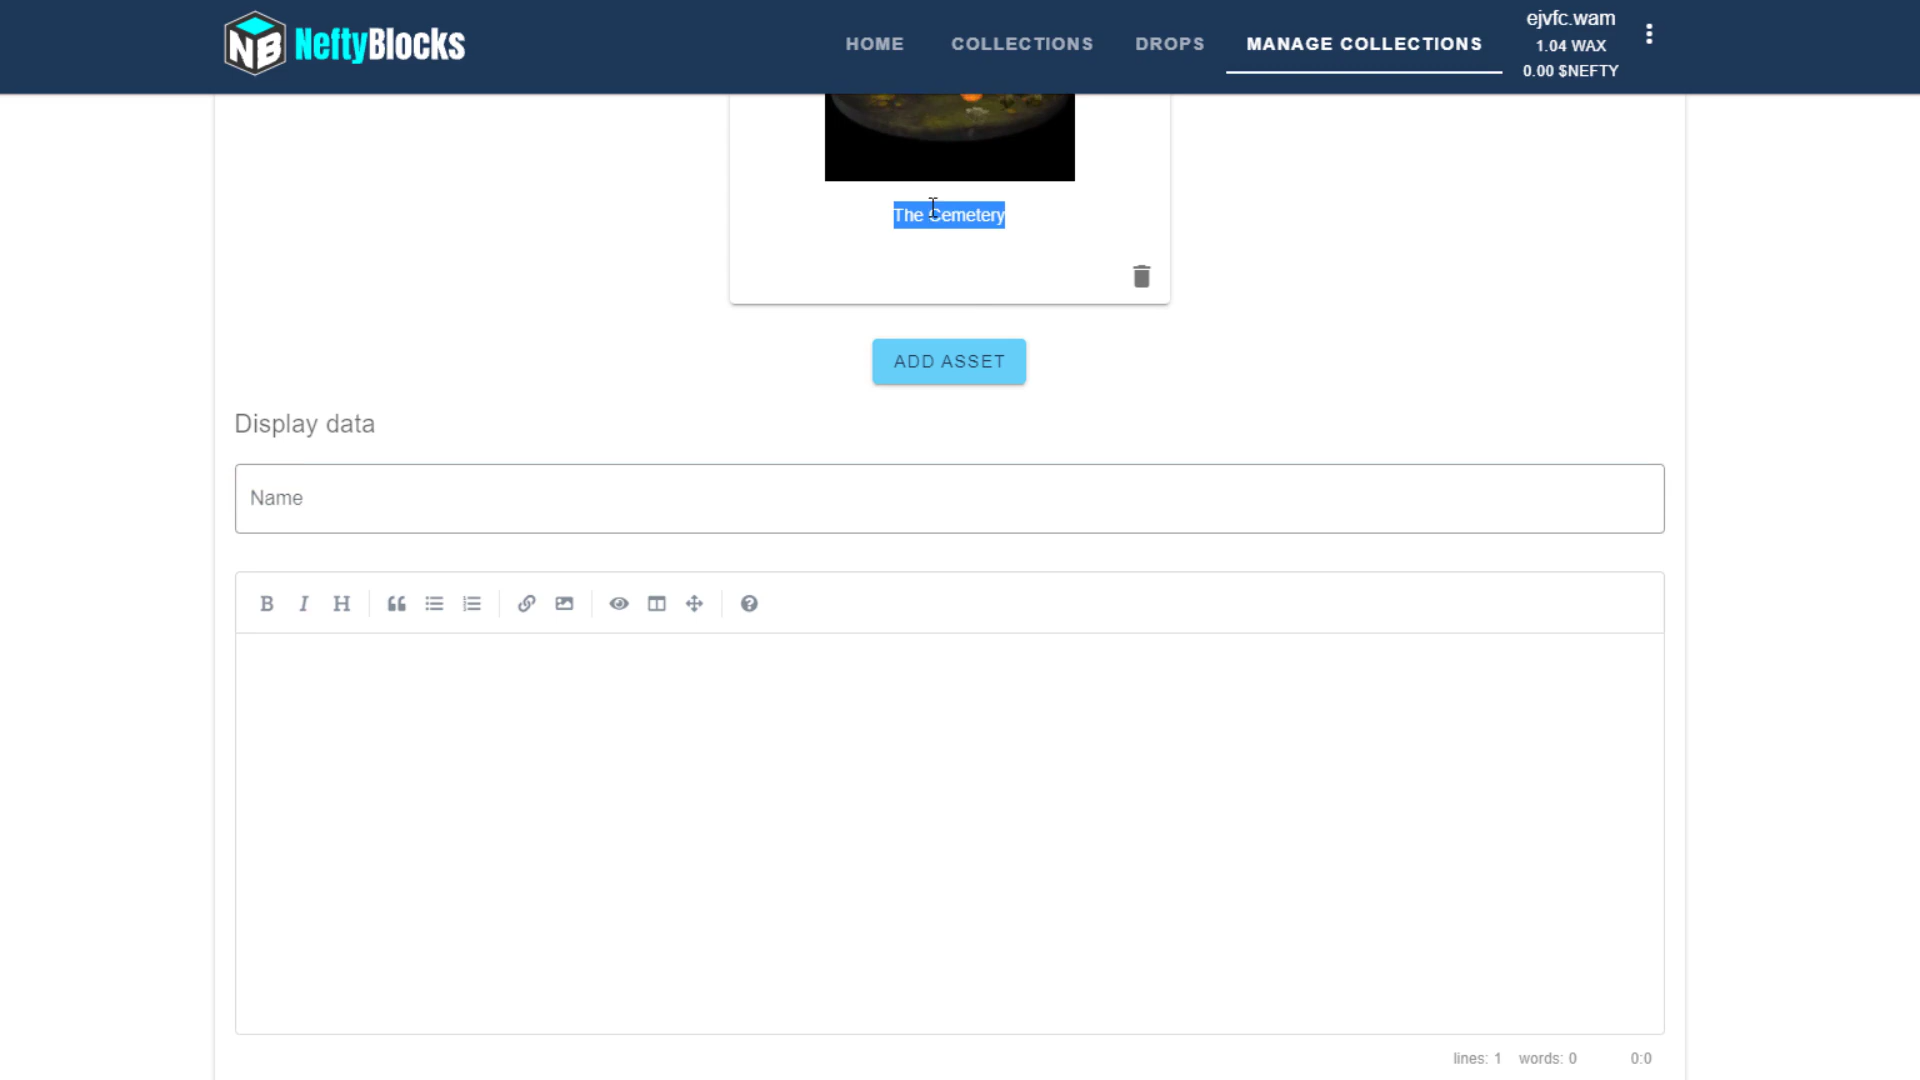 NB NeftyBlocks
HOME COLLECTIONS DROPS MANAGE COLLECTIONS
ejvfc.wam
1.04 WAX
0.00 $NEFTY
The Cemetery
ADD ASSET
Display data
Name
B I H
lines: 1 words: 0 0:0